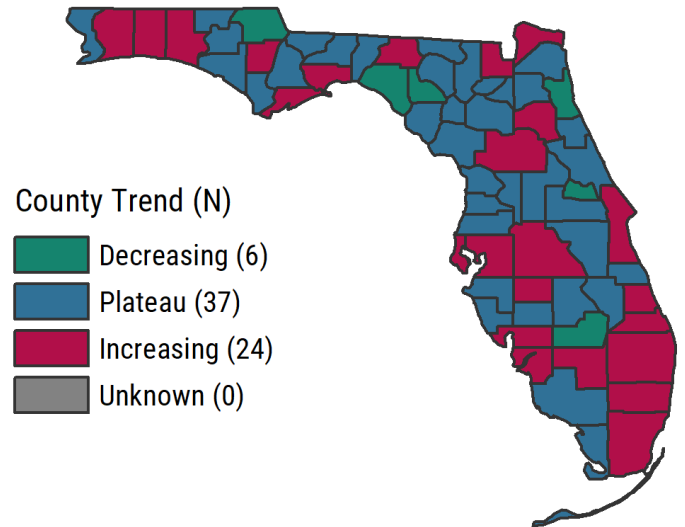 County Trend (N)
Decreasing (6)
Plateau (37)
Increasing (24)
Unknown (0)